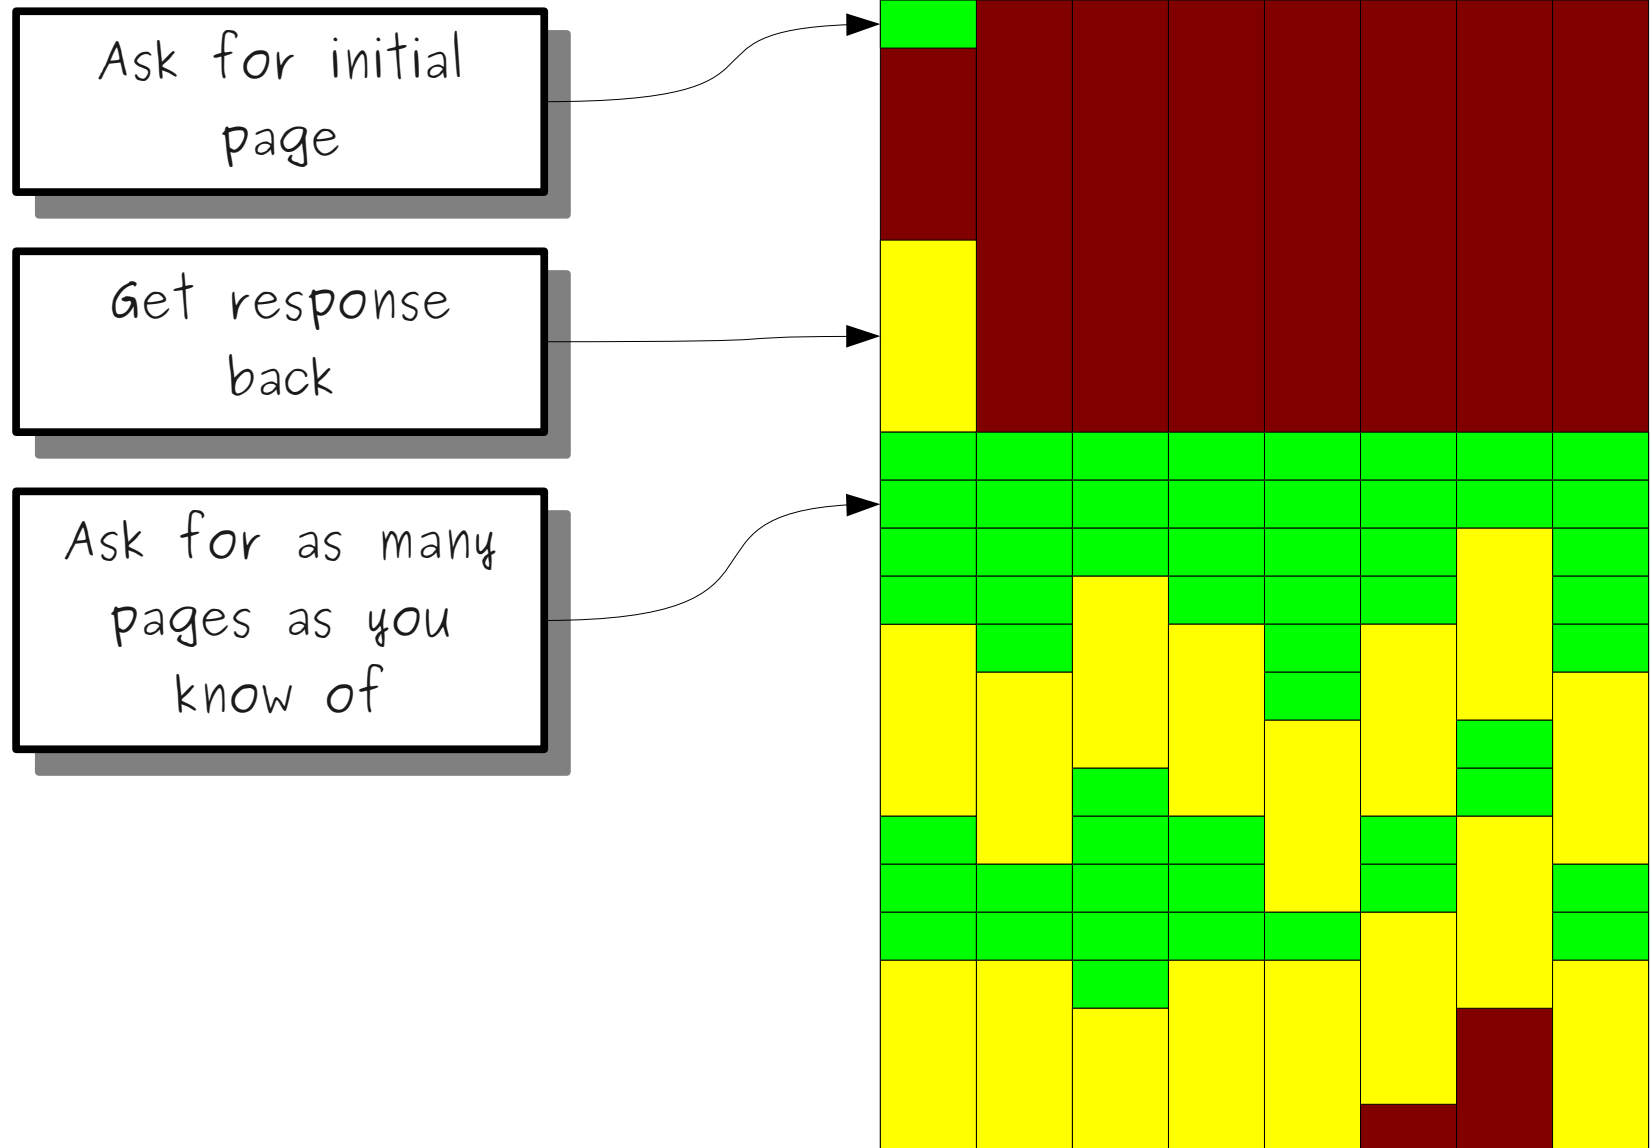 Ask for initial
page
Get response
back
Ask for as many
pages as you
know of